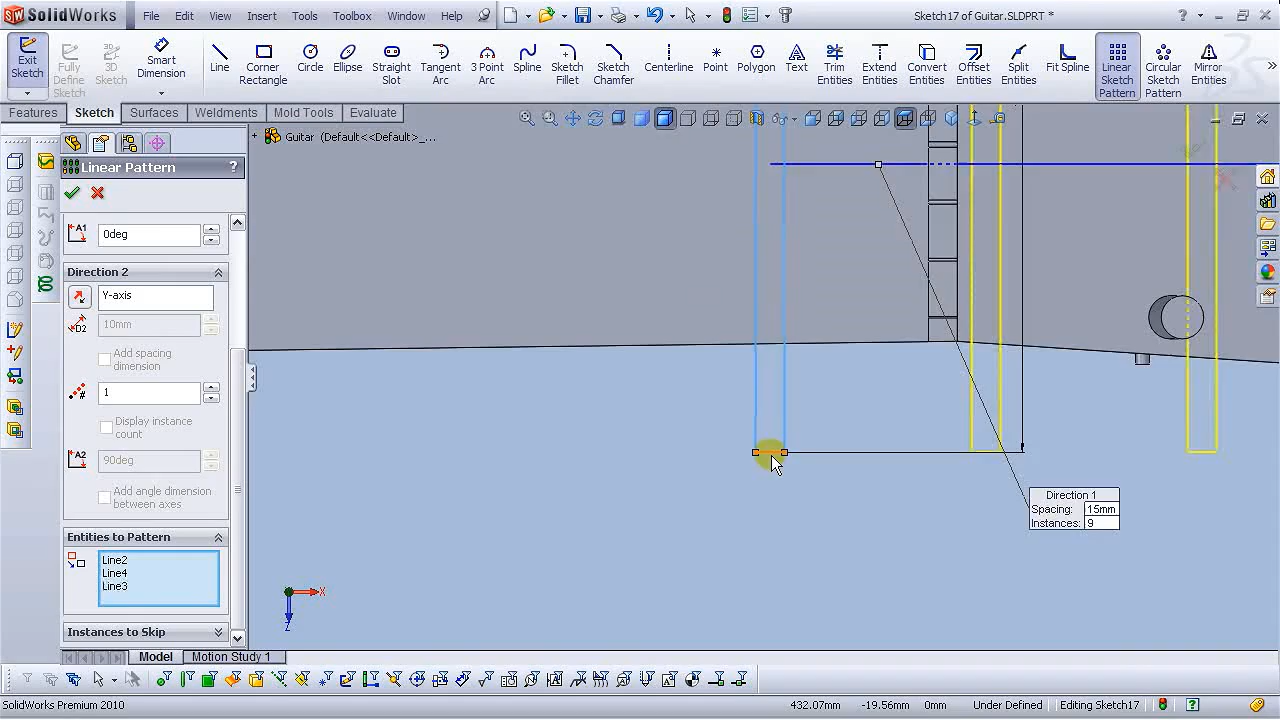 SolidWorks File Edit View Insert Tools Toolbox Window Help Sketch17 of Guitar.SLDPRT *
Exit Sketch
Fully Define Sketch
3D Sketch
Smart Dimension
Line
Corner Rectangle
Circle
Ellipse
Straight Slot
Tangent Arc
3 Point Arc
Spline
Sketch Fillet
Sketch Chamfer
Centerline
Point
Polygon
Text
Trim Entities
Extend Entities
Convert Entities
Offset Entities
Split Entities
Fit Spline
Linear Sketch Pattern
Circular Sketch Pattern
Mirror Entities
Features Sketch Surfaces Weldments Mold Tools Evaluate
Guitar (Default<<Default>_...
Linear Pattern ?
A1 0deg
Direction 2
Y-axis
D2 10mm
Add spacing
dimension
# 1
Display instance
count
A2 90deg
Add angle dimension
between axes
Entities to Pattern
Line2
Line4
Line3
Instances to Skip
Direction 1
Spacing: 15mm
Instances: 9
X
Z
Model Motion Study 1
SolidWorks Premium 2010 432.07mm -19.56mm 0mm Under Defined Editing Sketch17